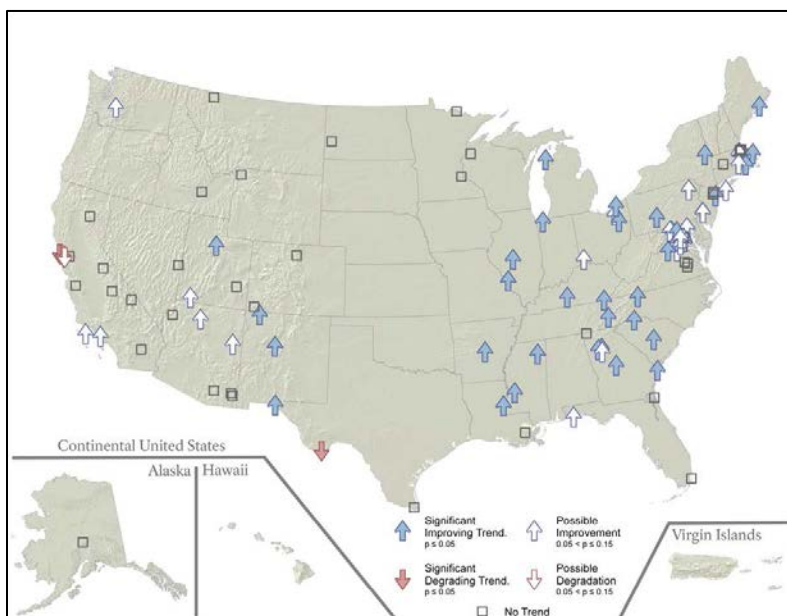 Continental United States
Alaska
Hawaii
Virgin Islands
Significant
Improving Trend.
p ≤ 0.05
Possible
Improvement
0.05 < p ≤ 0.15
Significant
Degrading Trend.
p ≤ 0.05
Possible
Degradation
0.05 < p ≤ 0.15
No Trend